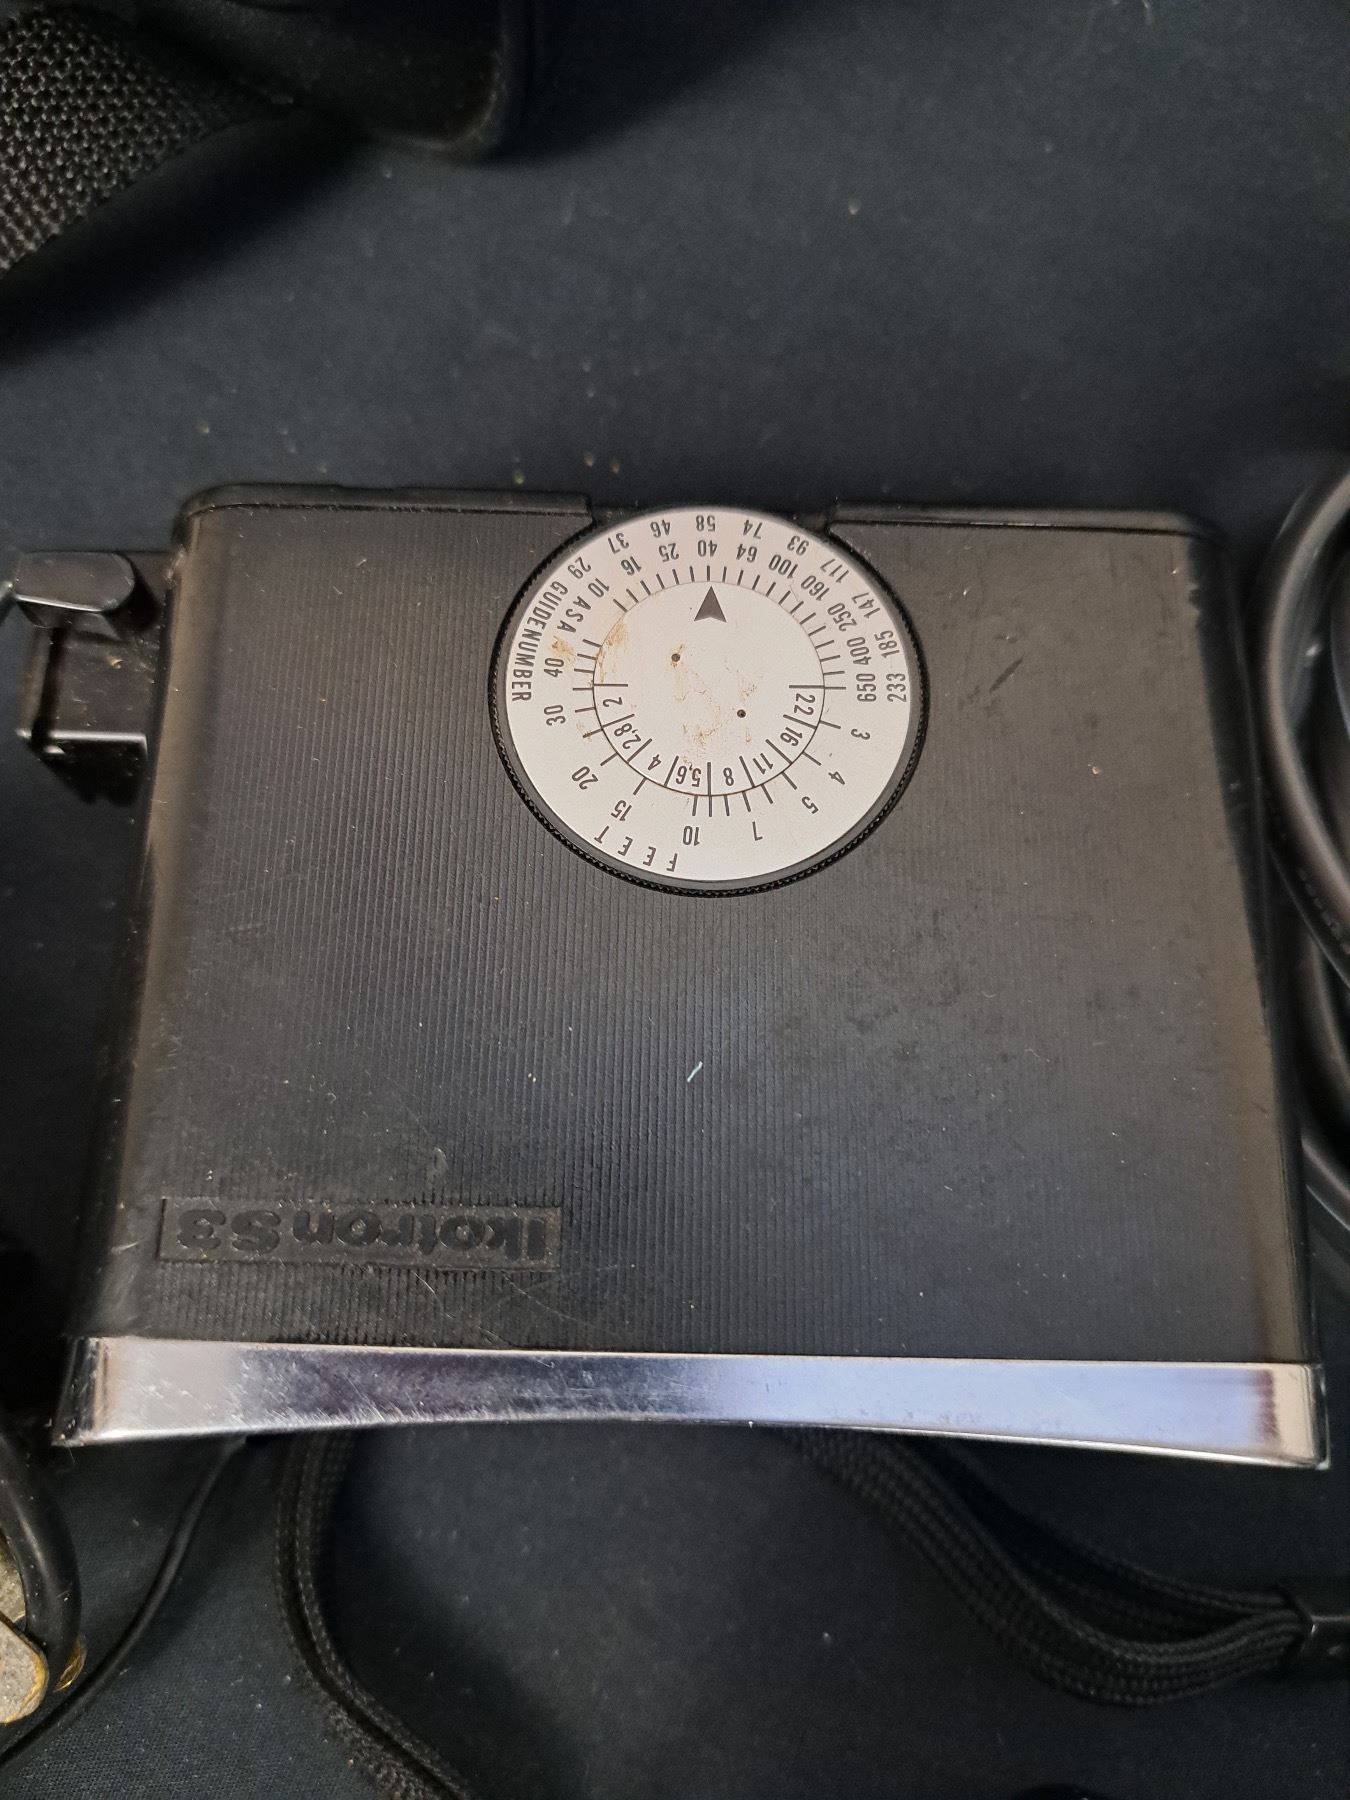 GUIDENUMBER 29 37 46 58 74 93 117 147 185 233
ASA 10 16 25 40 64 100 160 250 400 650
40 30 20 15 10 7 5 4 3
FEET
2 2,8 4 5,6 8 11 16 22
Ikotron S3